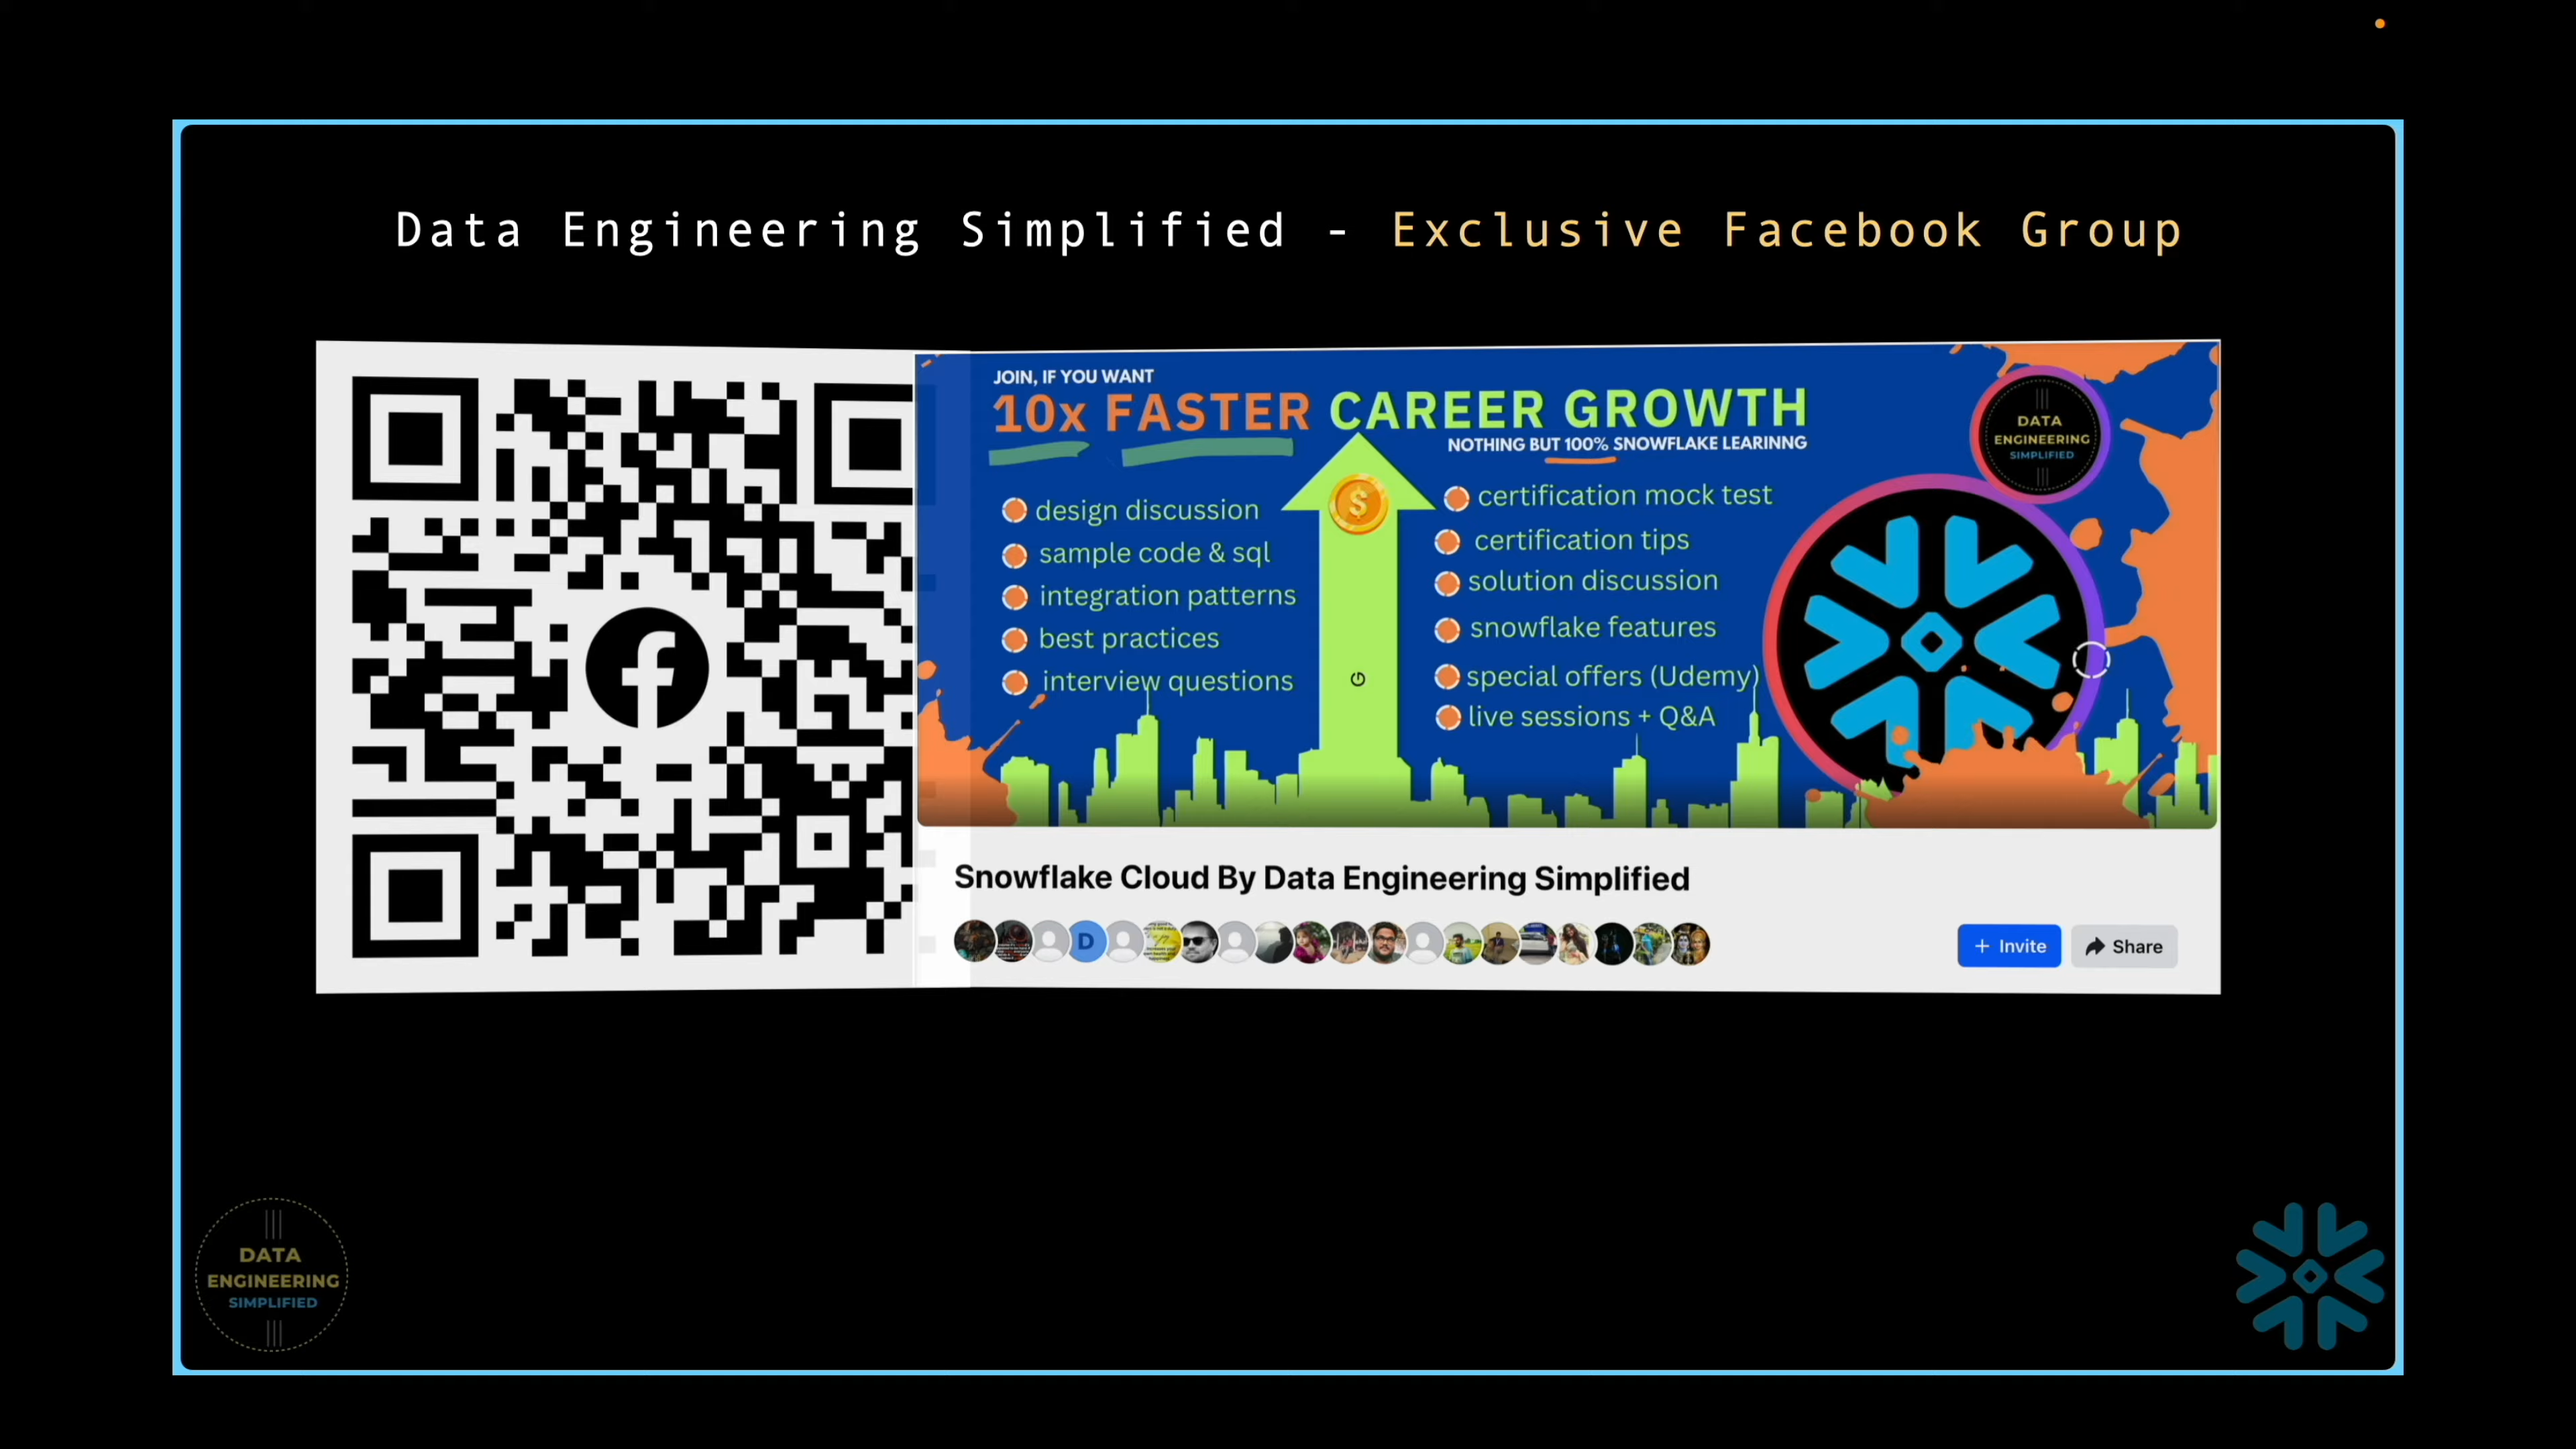 Data Engineering Simplified - Exclusive Facebook Group
JOIN, IF YOU WANT
10x FASTER CAREER GROWTH
NOTHING BUT 100% SNOWFLAKE LEARINNG
design discussion
sample code & sql
integration patterns
best practices
interview questions
certification mock test
certification tips
solution discussion
snowflake features
special offers (Udemy)
live sessions + Q&A
DATA
ENGINEERING
SIMPLIFIED
Snowflake Cloud By Data Engineering Simplified
D
+ Invite
Share
DATA
ENGINEERING
SIMPLIFIED